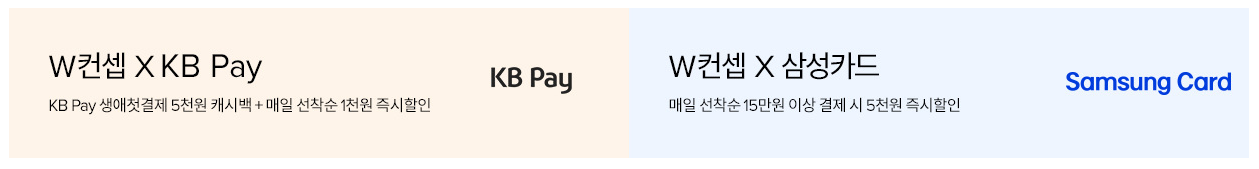 W컨셉 X KB Pay
KB Pay 생애첫결제 5천원 캐시백 + 매일 선착순 1천원 즉시할인
KB Pay
W컨셉 X 삼성카드
매일 선착순 15만원 이상 결제 시 5천원 즉시할인
Samsung Card